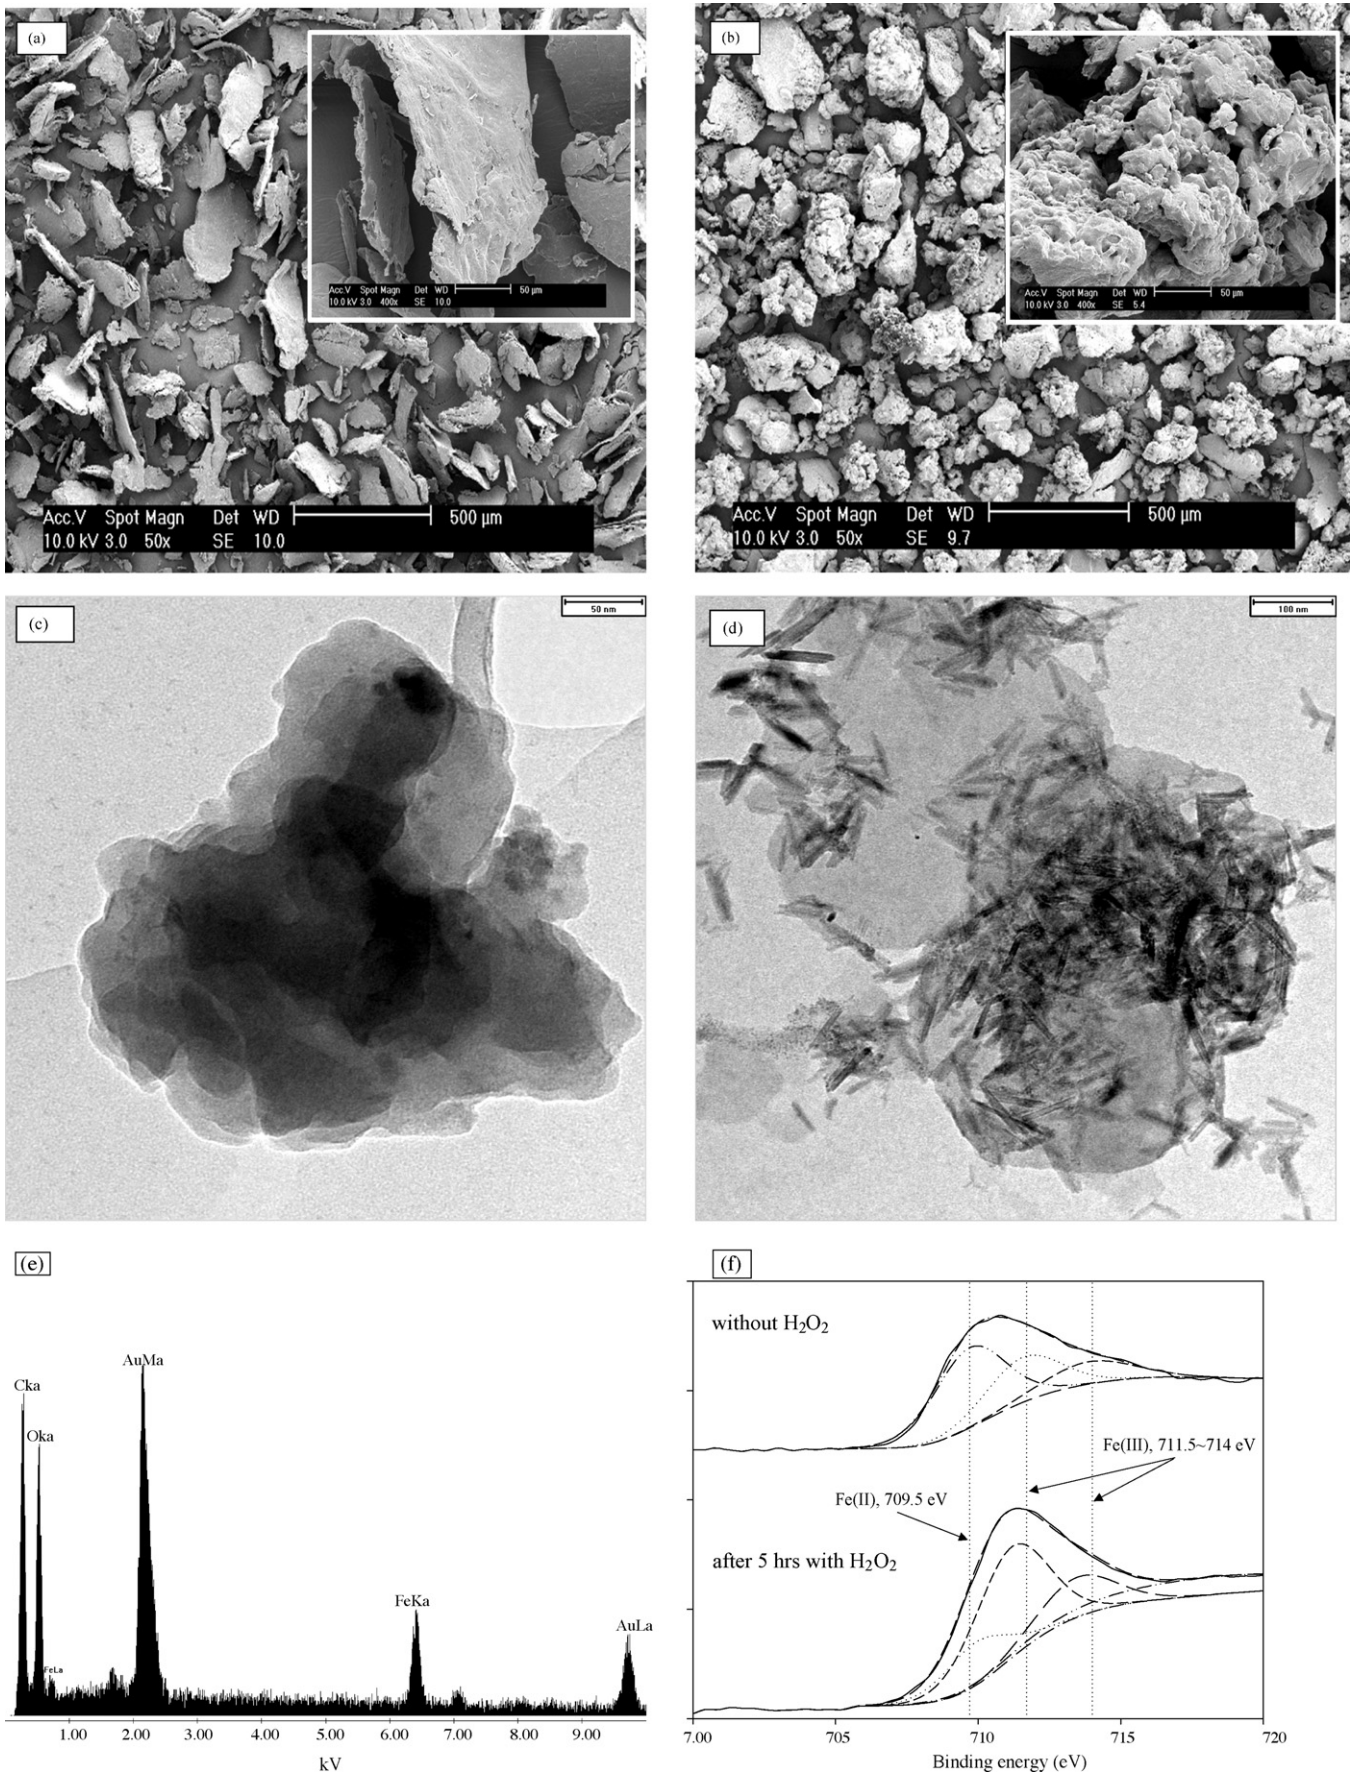 (a)
Acc.V Spot Magn Det WD 50 µm
10.0 kV 3.0 400x SE 10.0
Acc.V Spot Magn Det WD 500 µm
10.0 kV 3.0 50x SE 10.0
(b)
Acc.V Spot Magn Det WD 50 µm
10.0 kV 3.0 400x SE 5.4
Acc.V Spot Magn Det WD 500 µm
10.0 kV 3.0 50x SE 9.7
(c)
50 nm
(d)
100 nm
(e)
AuMa
Cka
Oka
FeLa
FeKa
AuLa
1.00 2.00 3.00 4.00 5.00 6.00 7.00 8.00 9.00
kV
(f)
without H₂O₂
Fe(III), 711.5~714 eV
Fe(II), 709.5 eV
after 5 hrs with H₂O₂
7.00 705 710 715 720
Binding energy (eV)